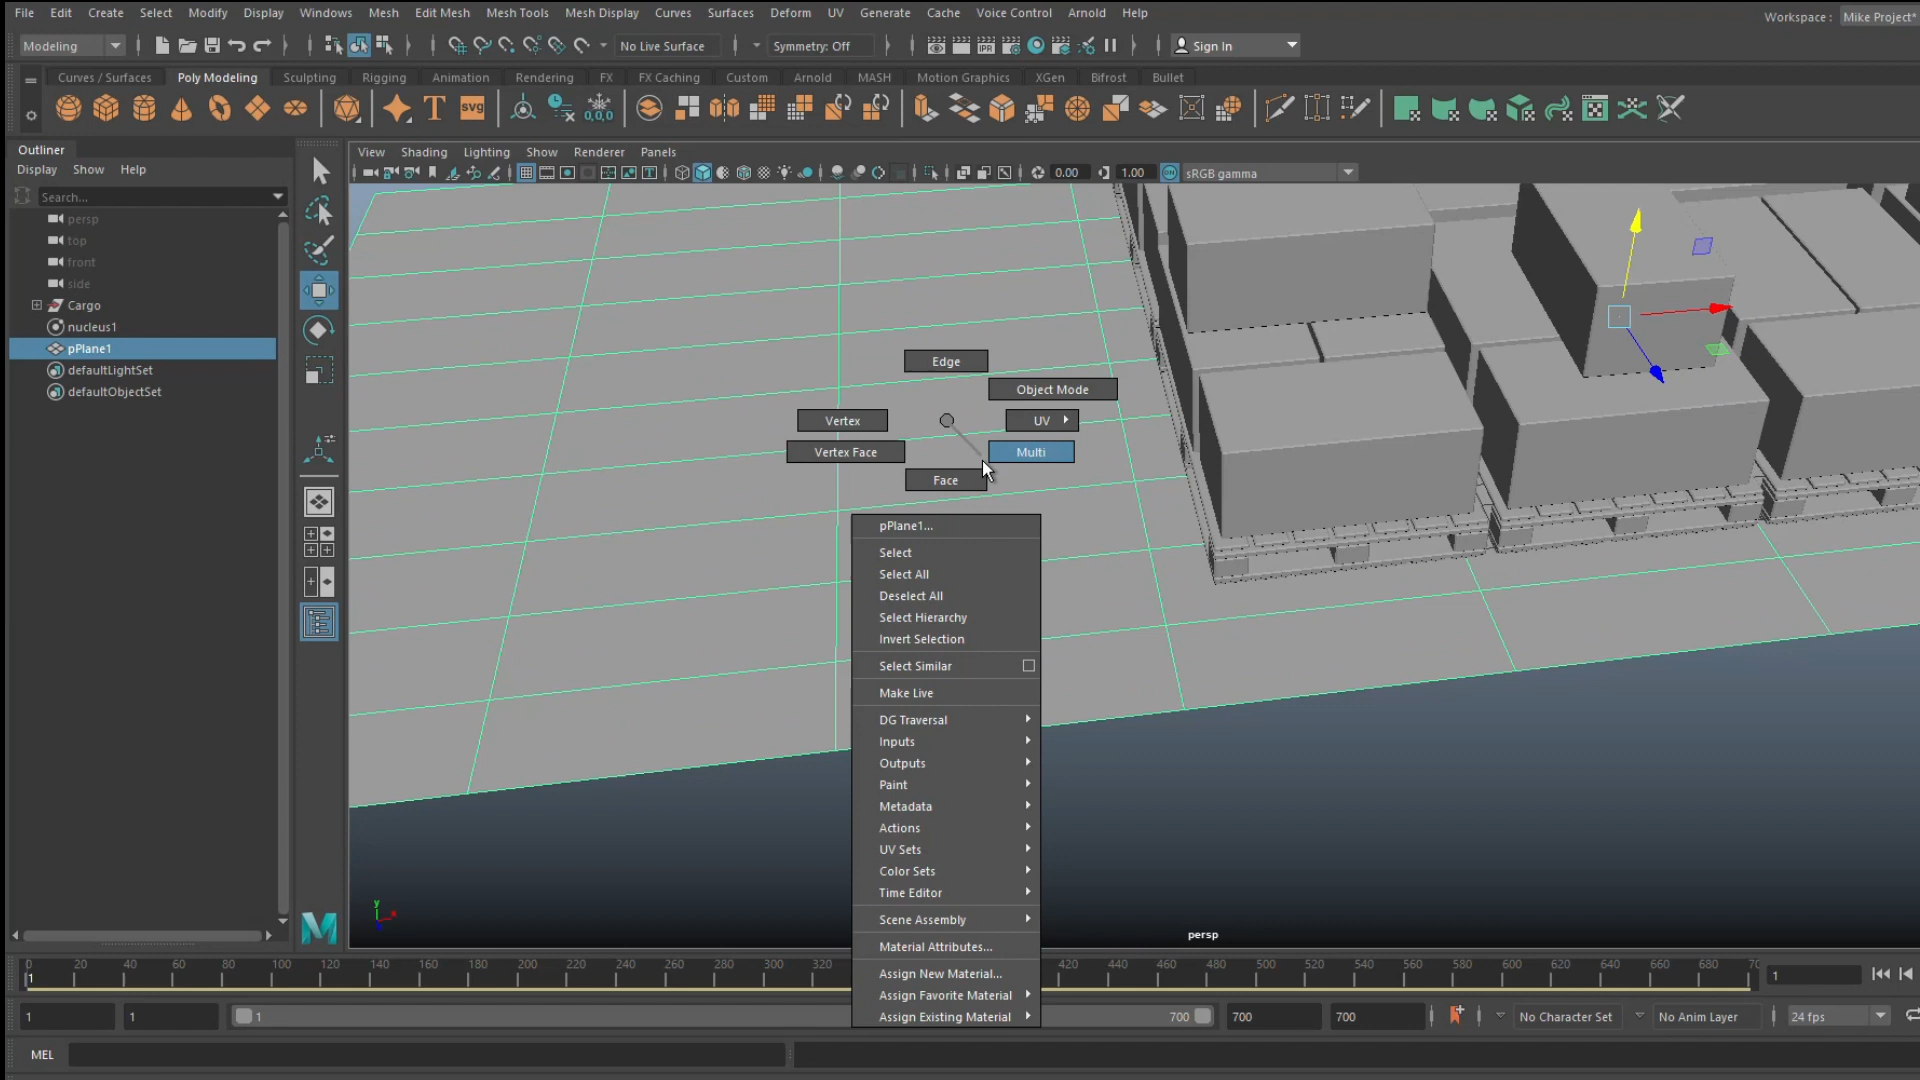 File Edit Create Select Modify Display Windows Mesh Edit Mesh Mesh Tools Mesh Display Curves Surfaces Deform UV Generate Cache Voice Control Arnold Help Workspace : Mike Project*
Modeling No Live Surface Symmetry: Off IPR Sign In
Curves / Surfaces Poly Modeling Sculpting Rigging Animation Rendering FX FX Caching Custom Arnold MASH Motion Graphics XGen Bifrost Bullet
T SVG 0,0,0
Outliner
Display Show Help
Search...
persp
top
front
side
Cargo
nucleus1
pPlane1
defaultLightSet
defaultObjectSet
View Shading Lighting Show Renderer Panels
0.00 1.00 ON sRGB gamma
Edge
Object Mode
Vertex UV
Vertex Face Multi
Face
pPlane1...
Select
Select All
Deselect All
Select Hierarchy
Invert Selection
Select Similar
Make Live
DG Traversal
Inputs
Outputs
Paint
Metadata
Actions
UV Sets
Color Sets
Time Editor
Scene Assembly
Material Attributes...
Assign New Material...
Assign Favorite Material
Assign Existing Material
y
persp
M
0 20 40 60 80 100 120 140 160 180 200 220 240 260 280 300 320 420 440 460 480 500 520 540 560 580 600 620 640 660 680 70
1 1
1 1 1 700 700 700 No Character Set No Anim Layer 24 fps
MEL